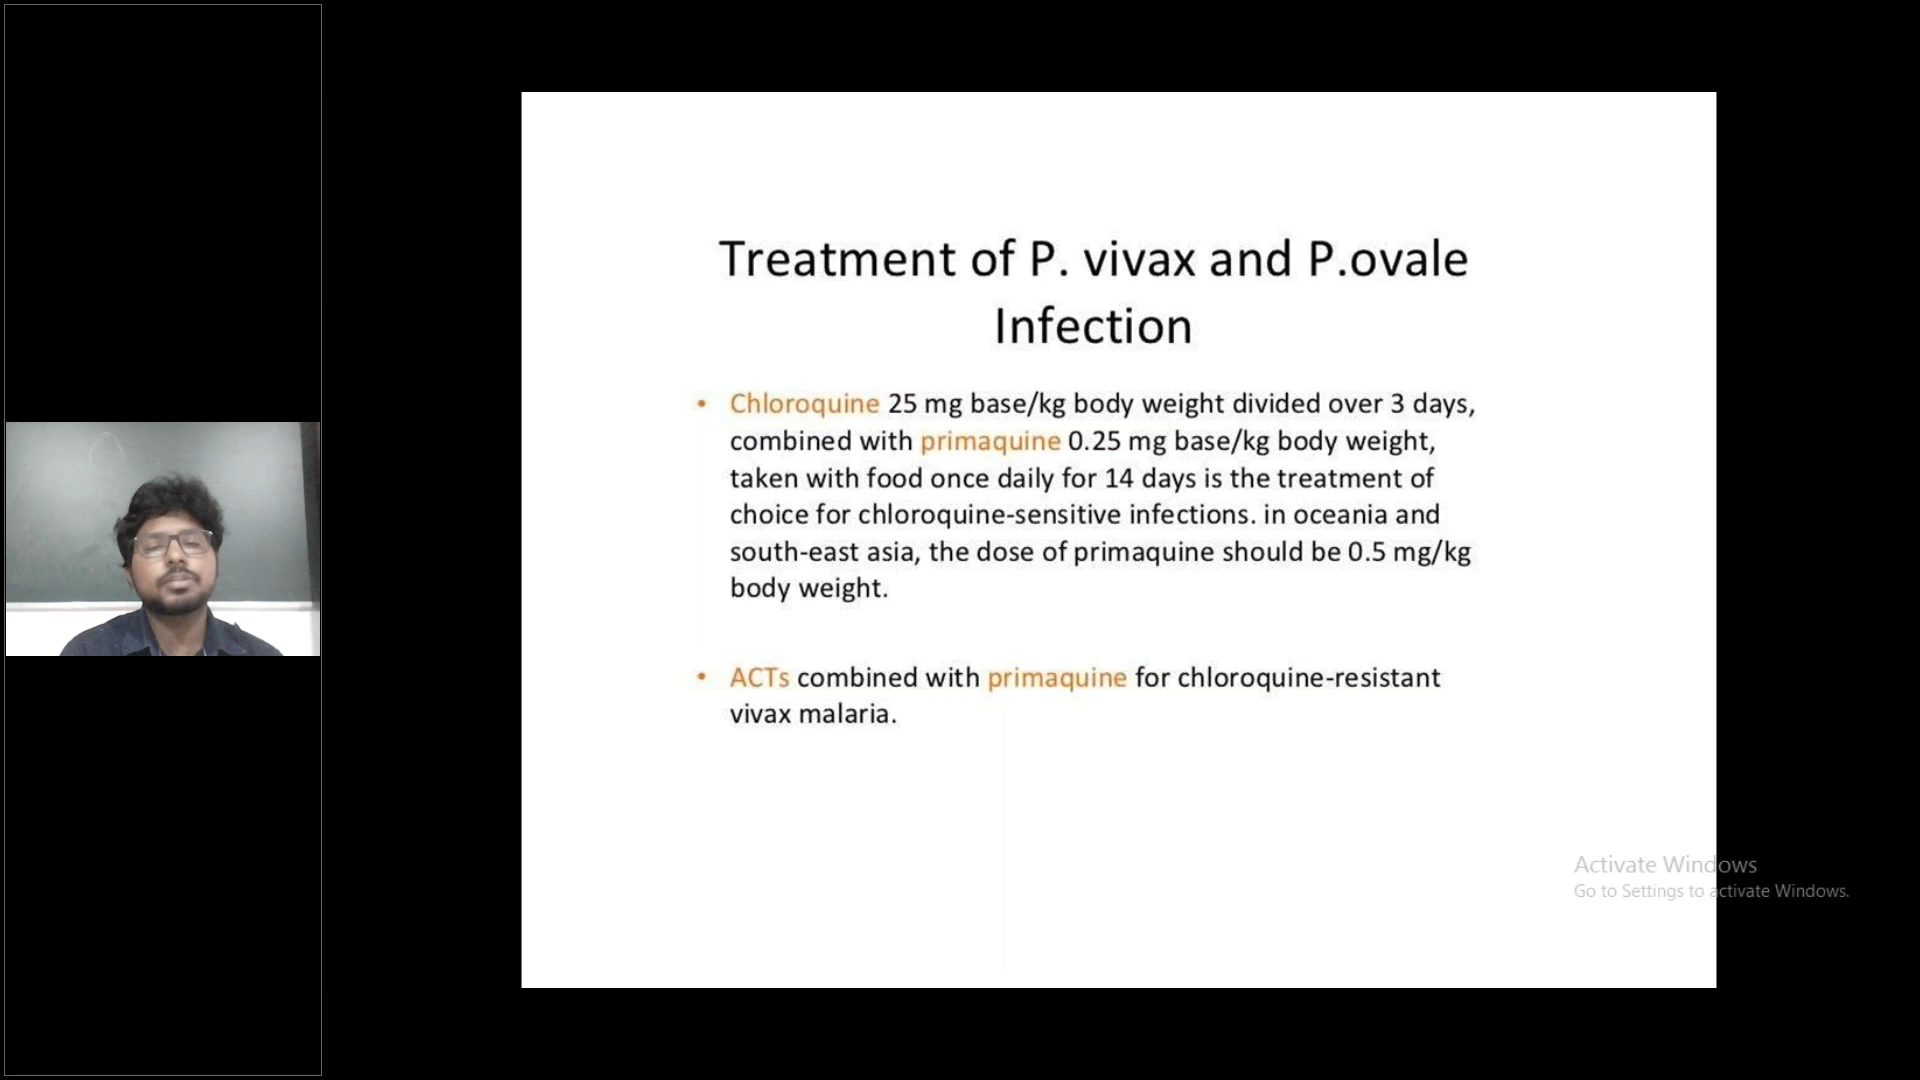 Treatment of P. vivax and P.ovale
Infection
• Chloroquine 25 mg base/kg body weight divided over 3 days,
combined with primaquine 0.25 mg base/kg body weight,
taken with food once daily for 14 days is the treatment of
choice for chloroquine-sensitive infections. in oceania and
south-east asia, the dose of primaquine should be 0.5 mg/kg
body weight.
• ACTs combined with primaquine for chloroquine-resistant
vivax malaria.
Activate Windows
Go to Settings to activate Windows.